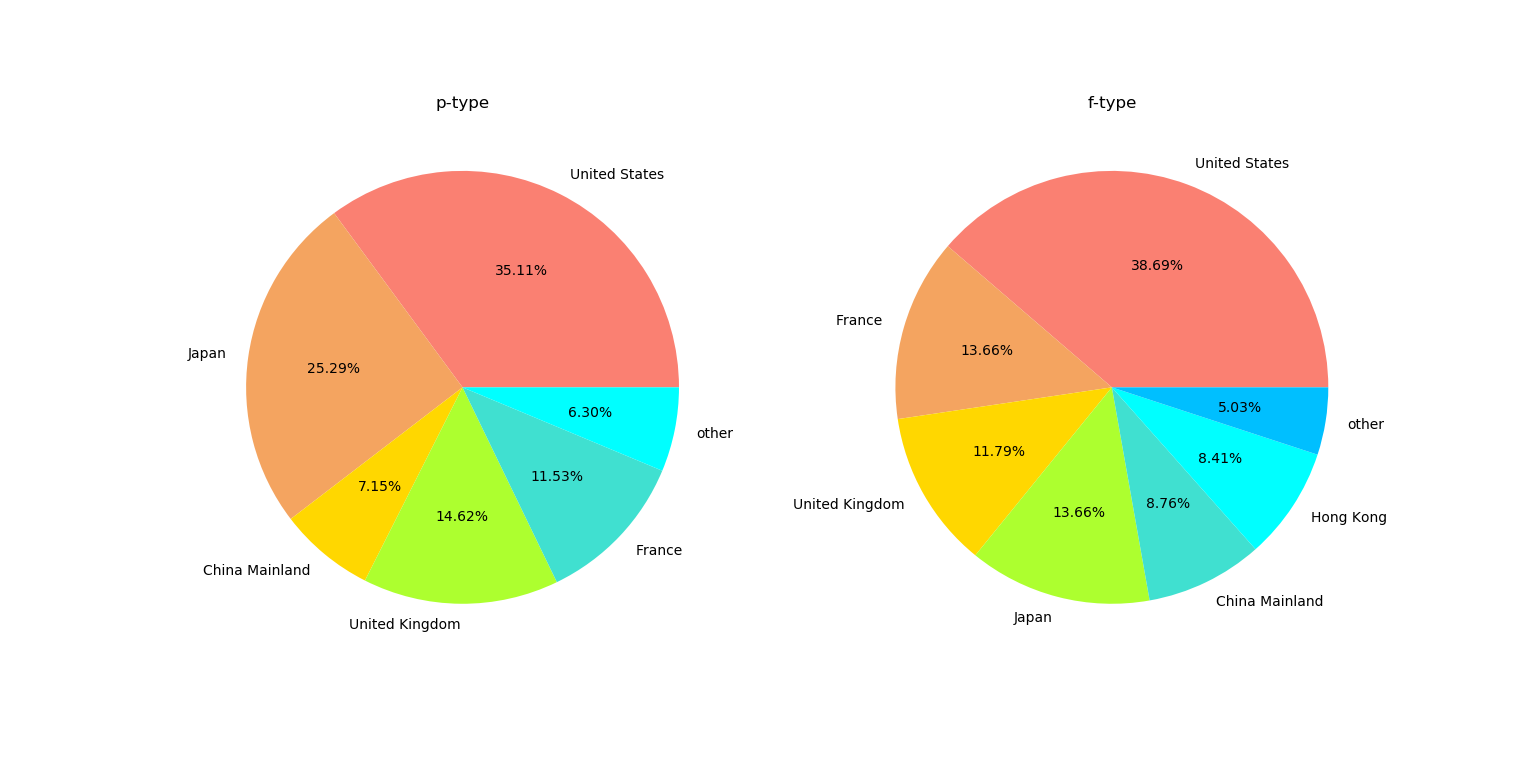 p-type
United States
35.11%
Japan
25.29%
China Mainland
7.15%
United Kingdom
14.62%
France
11.53%
other
6.30%
f-type
United States
38.69%
France
13.66%
United Kingdom
11.79%
Japan
13.66%
China Mainland
8.76%
Hong Kong
8.41%
other
5.03%